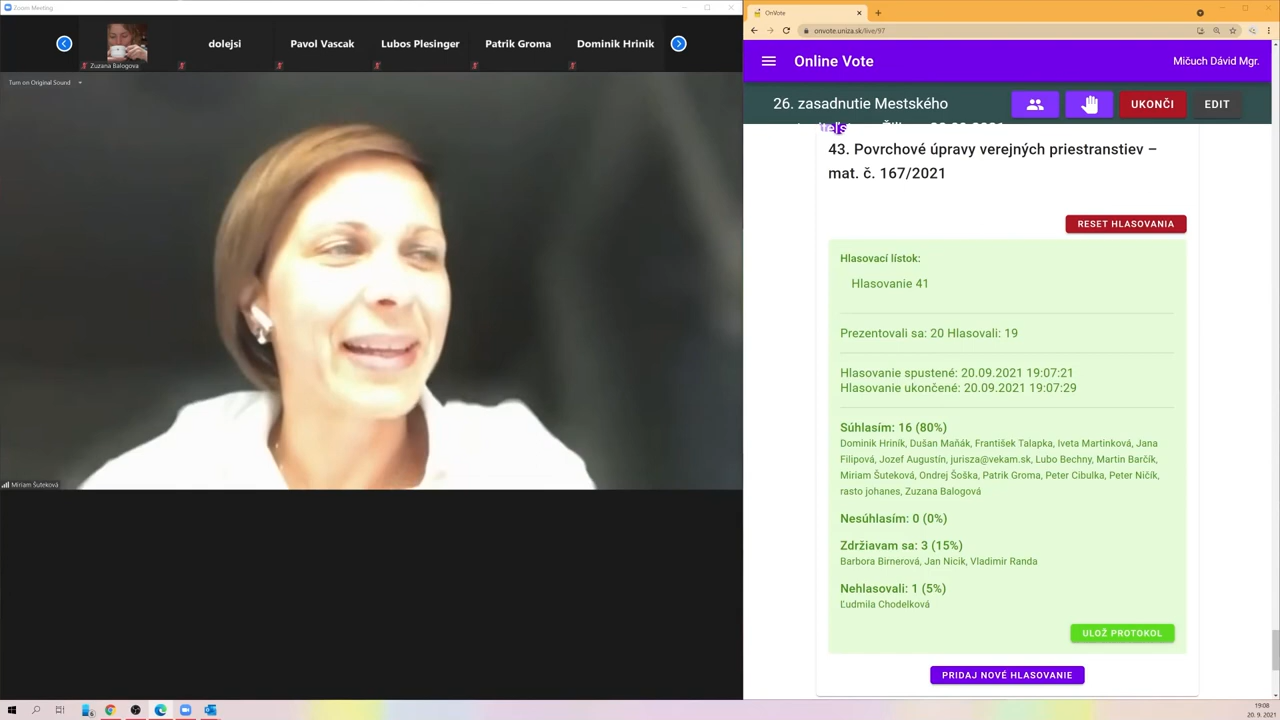 Zoom Meeting
Zuzana Balogova
dolejsi
Pavol Vascak
Lubos Plesinger
Patrik Groma
Dominik Hrinik
Turn on Original Sound
Miriam Šuteková
OnVote
onvote.uniza.sk/live/97
Online Vote
Mičuch Dávid Mgr.
26. zasadnutie Mestského
UKONČI
EDIT
43. Povrchové úpravy verejných priestranstiev –
mat. č. 167/2021
RESET HLASOVANIA
Hlasovací lístok:
Hlasovanie 41
Prezentovali sa: 20 Hlasovali: 19
Hlasovanie spustené: 20.09.2021 19:07:21
Hlasovanie ukončené: 20.09.2021 19:07:29
Súhlasím: 16 (80%)
Dominik Hriník, Dušan Maňák, František Talapka, Iveta Martinková, Jana
Filipová, Jozef Augustín, jurisza@vekam.sk, Lubo Bechny, Martin Barčík,
Miriam Šuteková, Ondrej Šoška, Patrik Groma, Peter Cibulka, Peter Ničík,
rasto johanes, Zuzana Balogová
Nesúhlasím: 0 (0%)
Zdržiavam sa: 3 (15%)
Barbora Birnerová, Jan Nicik, Vladimir Randa
Nehlasovali: 1 (5%)
Ľudmila Chodelková
ULOŽ PROTOKOL
PRIDAJ NOVÉ HLASOVANIE
19:08
20. 9. 2021